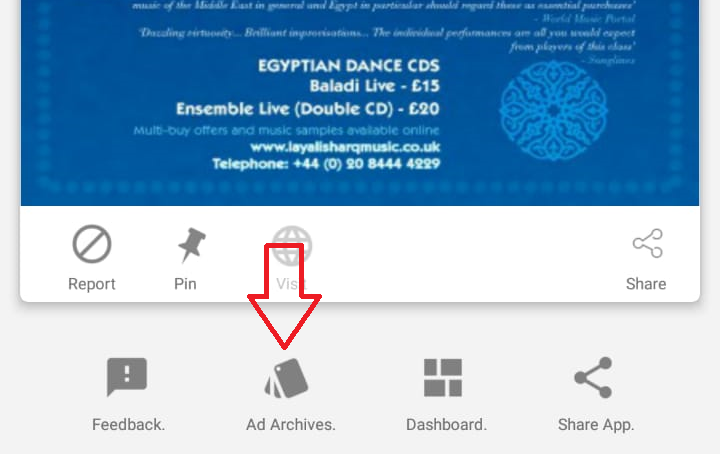 music of the Middle East in general and Egypt in particular should regard these as essential purchases'
- World Music Portal
'Dazzling virtuosity... Brilliant improvisations... The individual performances are all you would expect
from players of this class'
- Songlines
EGYPTIAN DANCE CDS
Baladi Live - £15
Ensemble Live (Double CD) - £20
Multi-buy offers and music samples available online
www.layalisharqmusic.co.uk
Telephone: +44 (0) 20 8444 4229
Report
Pin
Visit
Share
Feedback.
Ad Archives.
Dashboard.
Share App.